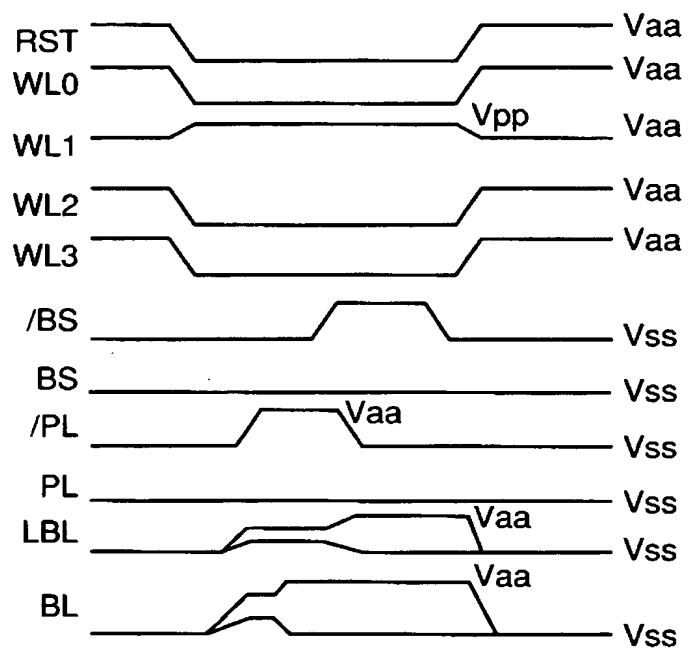 RST Vaa
WL0 Vaa
WL1 Vpp Vaa
WL2 Vaa
WL3 Vaa
/BS Vss
BS Vss
/PL Vaa Vss
PL Vss
LBL Vaa Vss
BL Vaa Vss